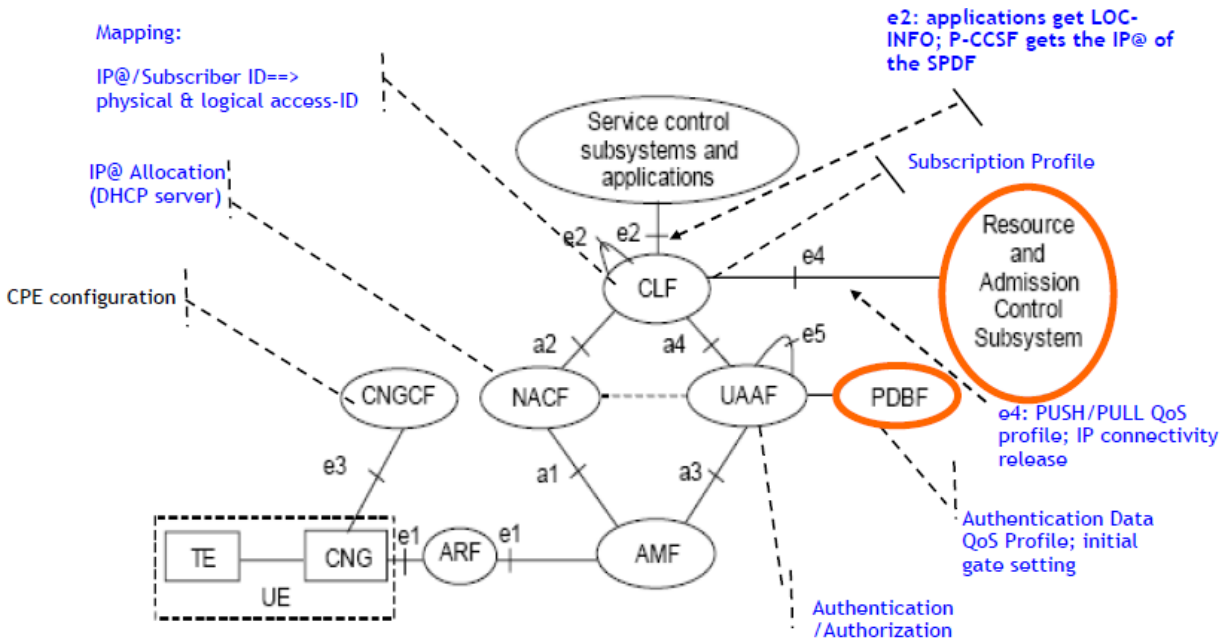 Mapping:
IP@/Subscriber ID==>
physical & logical access-ID
e2: applications get LOC-
INFO; P-CCSF gets the IP@ of
the SPDF
Service control
subsystems and
applications
IP@ Allocation
(DHCP server)
Subscription Profile
Resource
and
Admission
Control
Subsystem
e2
e2
e4
CLF
CPE configuration
a2
a4
e5
CNGCF
NACF
UAAF
PDBF
e4: PUSH/PULL QoS
profile; IP connectivity
release
e3
a1
a3
TE
CNG
e1
ARF
e1
AMF
UE
Authentication Data
QoS Profile; initial
gate setting
Authentication
/Authorization